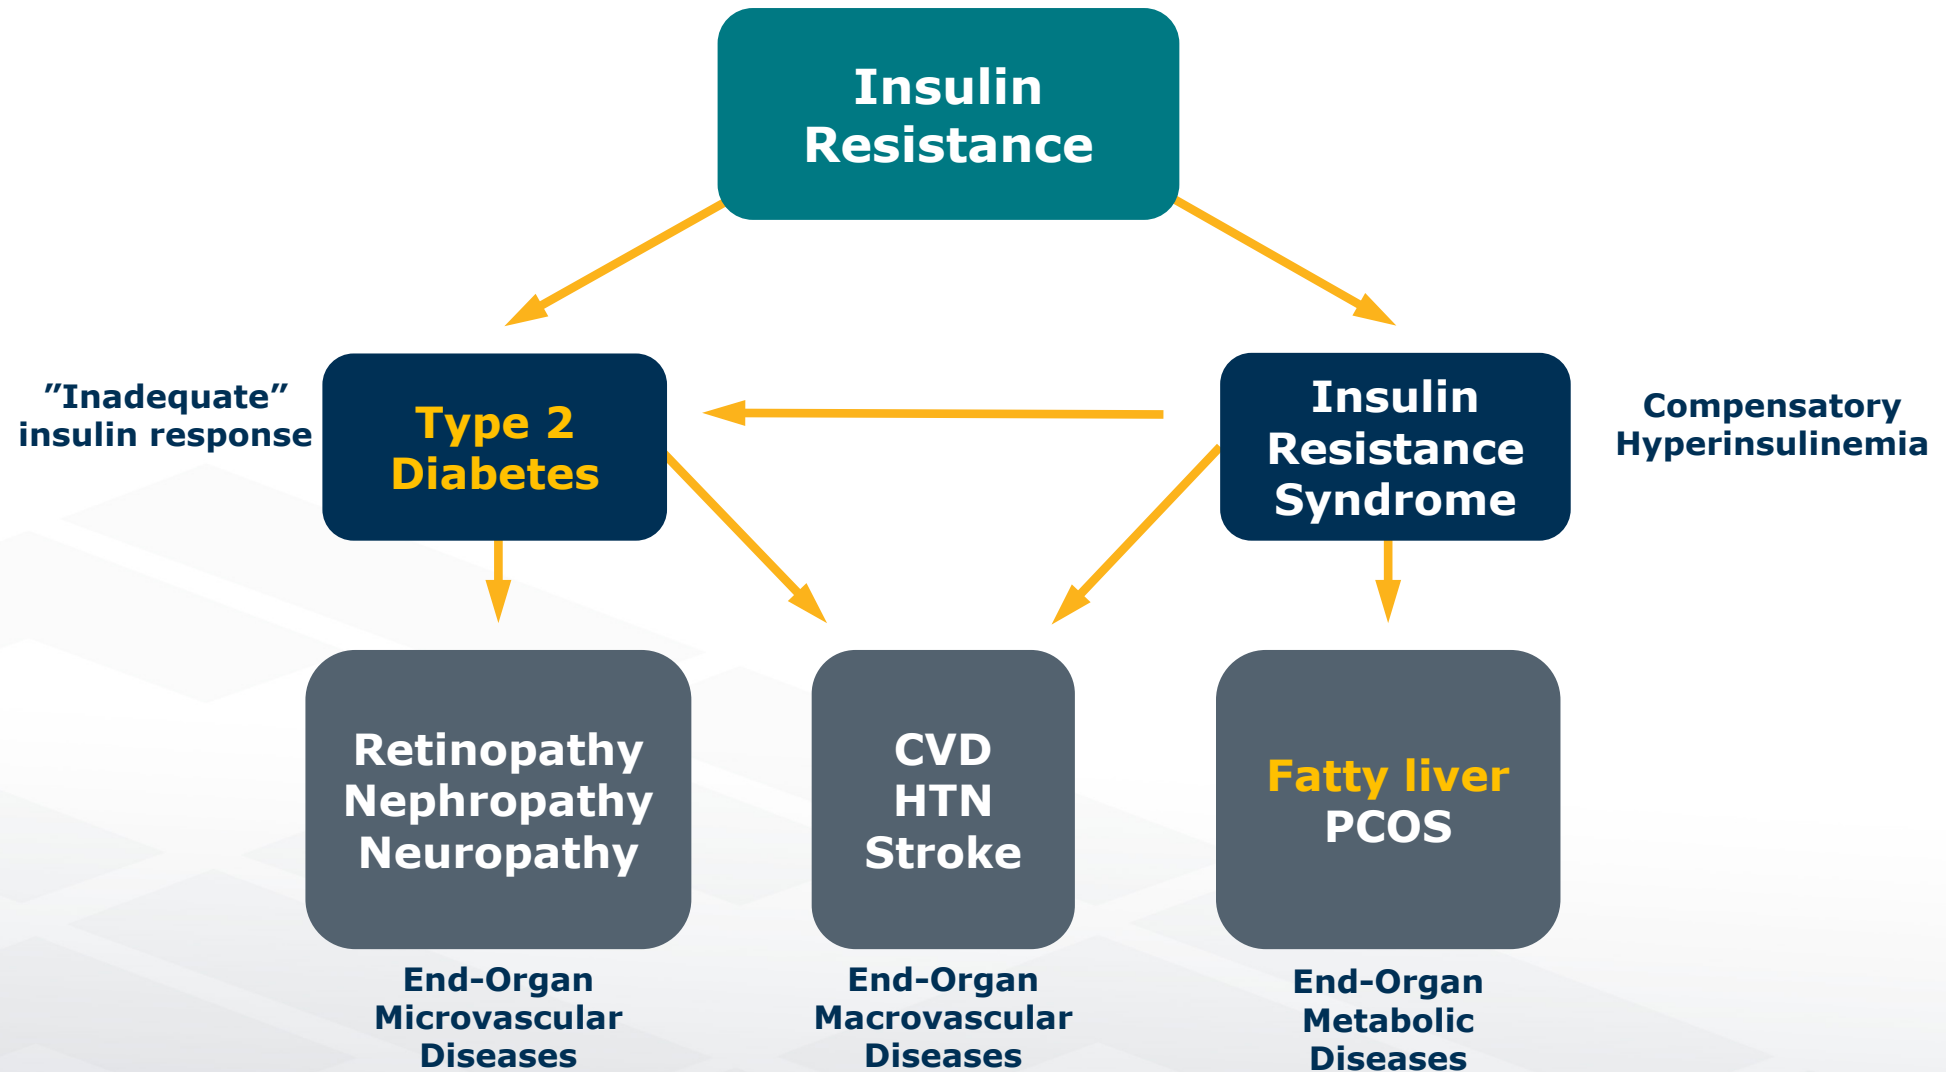 Insulin
Resistance
″Inadequate″
insulin response
Type 2
Diabetes
Insulin
Resistance
Syndrome
Compensatory
Hyperinsulinemia
Retinopathy
Nephropathy
Neuropathy
CVD
HTN
Stroke
Fatty liver
PCOS
End-Organ
Microvascular
Diseases
End-Organ
Macrovascular
Diseases
End-Organ
Metabolic
Diseases